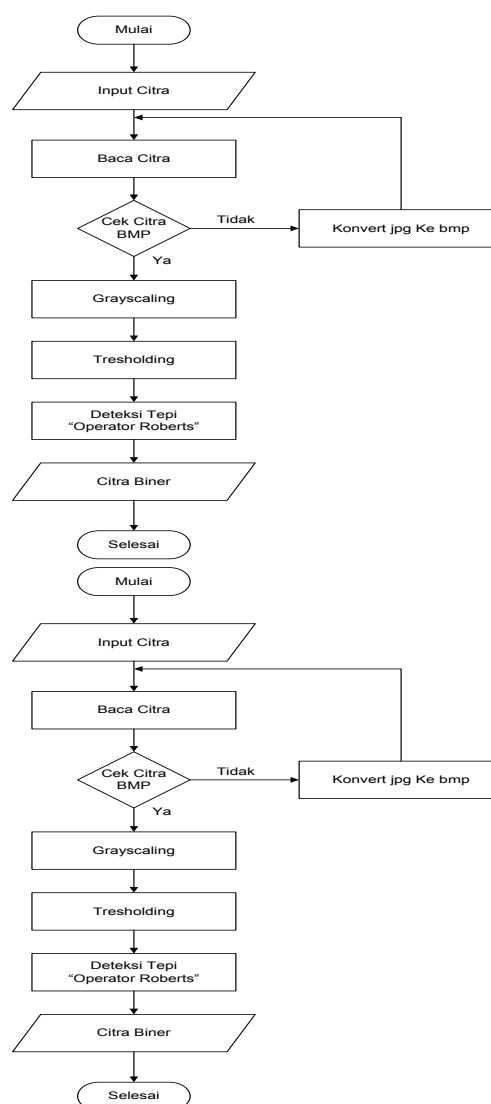 Mulai
Input Citra
Baca Citra
Cek Citra
BMP
Tidak
Konvert jpg Ke bmp
Ya
Grayscaling
Tresholding
Deteksi Tepi
“Operator Roberts”
Citra Biner
Selesai
Mulai
Input Citra
Baca Citra
Cek Citra
BMP
Tidak
Konvert jpg Ke bmp
Ya
Grayscaling
Tresholding
Deteksi Tepi
“Operator Roberts”
Citra Biner
Selesai